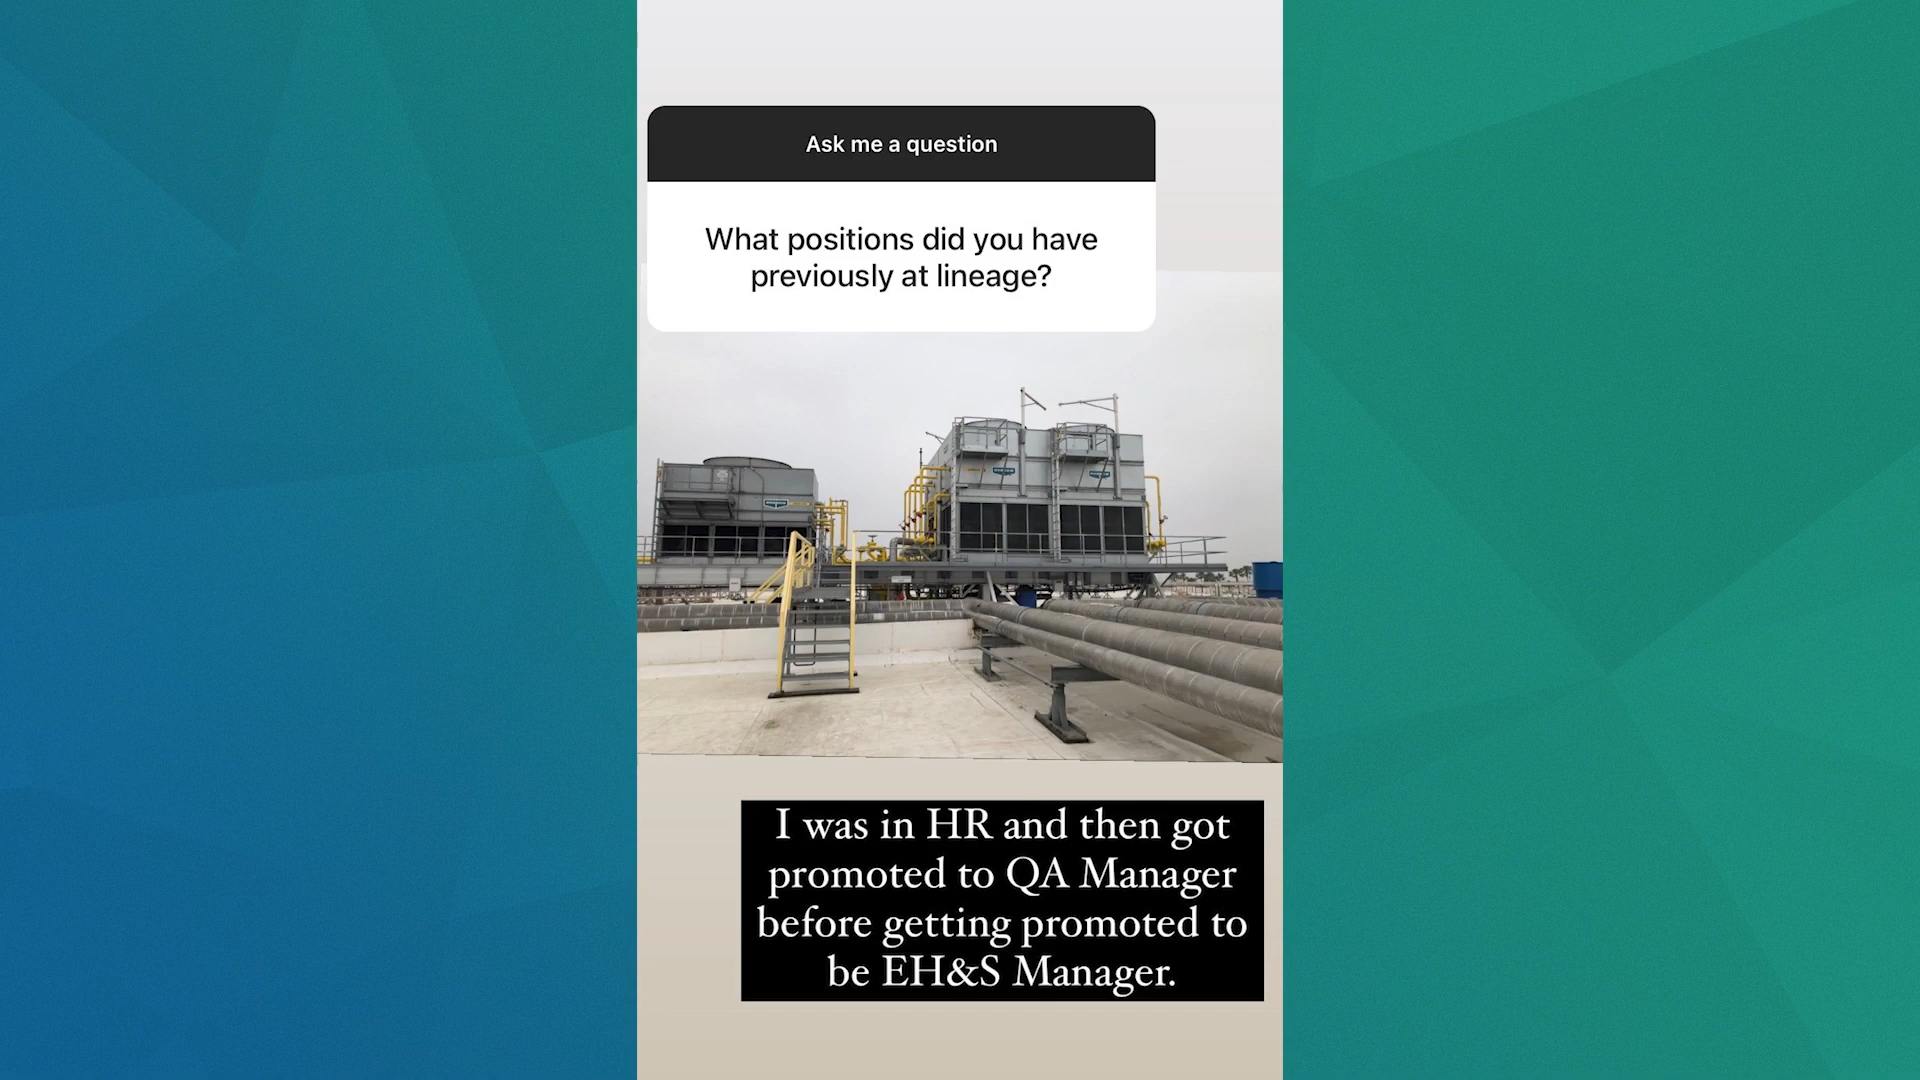 Ask me a question
What positions did you have
previously at lineage?
I was in HR and then got
promoted to QA Manager
before getting promoted to
be EH&S Manager.